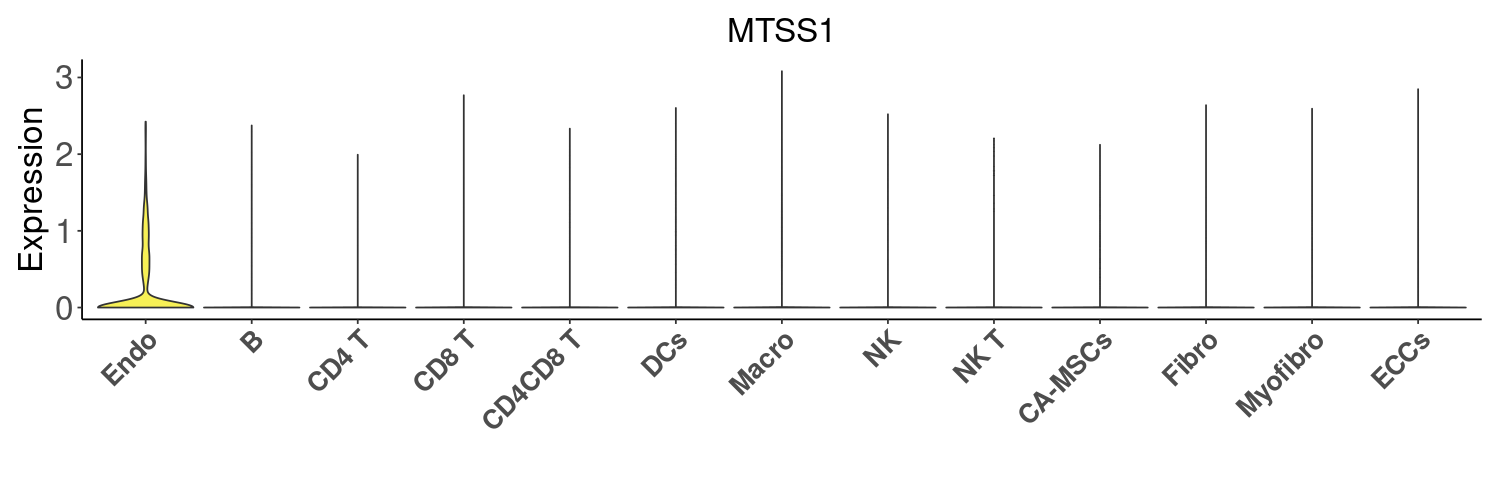 MTSS1
Expression
3
2
1
0
Endo
B
CD4 T
CD8 T
CD4CD8 T
DCs
Macro
NK
NK T
CA-MSCs
Fibro
Myofibro
ECCs